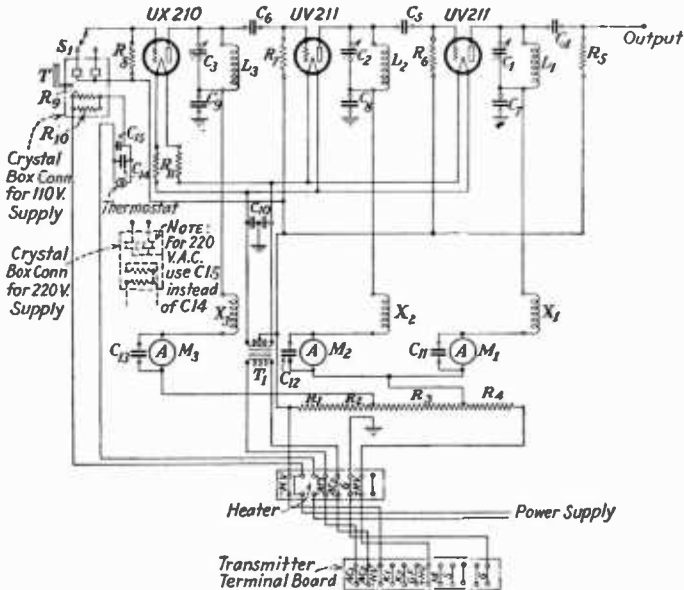 UX 210
C6
UV211
C5
UV211
C4
Output
S1
T
R8
C3
L3
R7
C2
L2
R6
C1
L1
R5
R9
R10
C9
C8
C7
C15
C14
R11
Crystal
Box Conn
for 110V.
Supply
Thermostat
C10
Crystal
Box Conn
for 220V.
Supply
NOTE:
For 220
V.A.C.
use C15
instead
of C14
X3
X2
X1
C13
A
M3
T1
C12
A
M2
C11
A
M1
R1
R2
R3
R4
Heater
Power Supply
Transmitter
Terminal Board